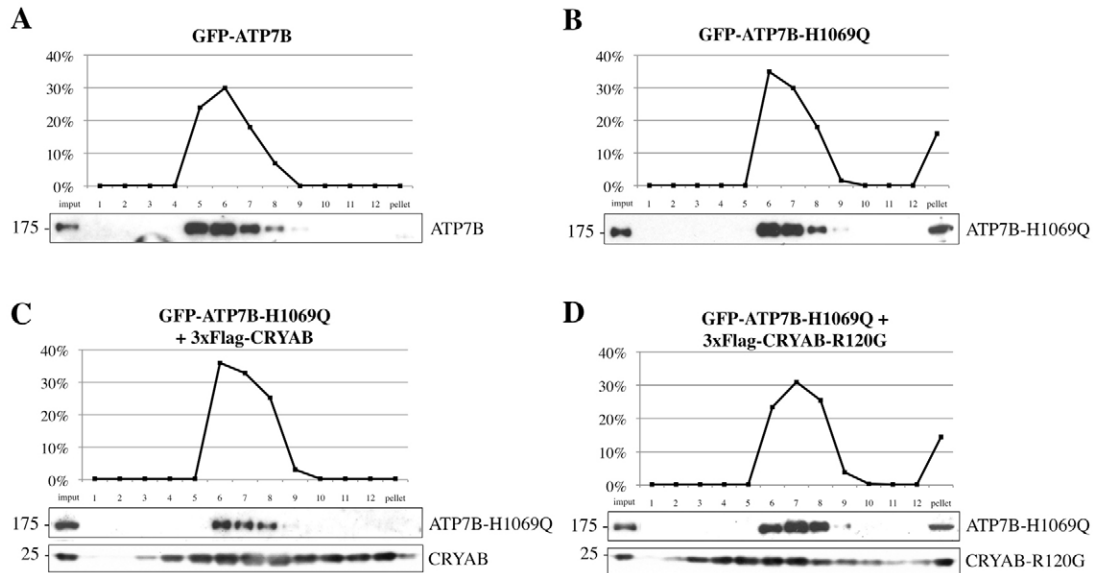 A
GFP-ATP7B
40%
30%
20%
10%
0%
input 1 2 3 4 5 6 7 8 9 10 11 12 pellet
175
ATP7B
B
GFP-ATP7B-H1069Q
40%
30%
20%
10%
0%
input 1 2 3 4 5 6 7 8 9 10 11 12 pellet
175
ATP7B-H1069Q
C
GFP-ATP7B-H1069Q
+ 3xFlag-CRYAB
40%
30%
20%
10%
0%
input 1 2 3 4 5 6 7 8 9 10 11 12 pellet
175
ATP7B-H1069Q
25
CRYAB
D
GFP-ATP7B-H1069Q +
3xFlag-CRYAB-R120G
40%
30%
20%
10%
0%
input 1 2 3 4 5 6 7 8 9 10 11 12 pellet
175
ATP7B-H1069Q
25
CRYAB-R120G